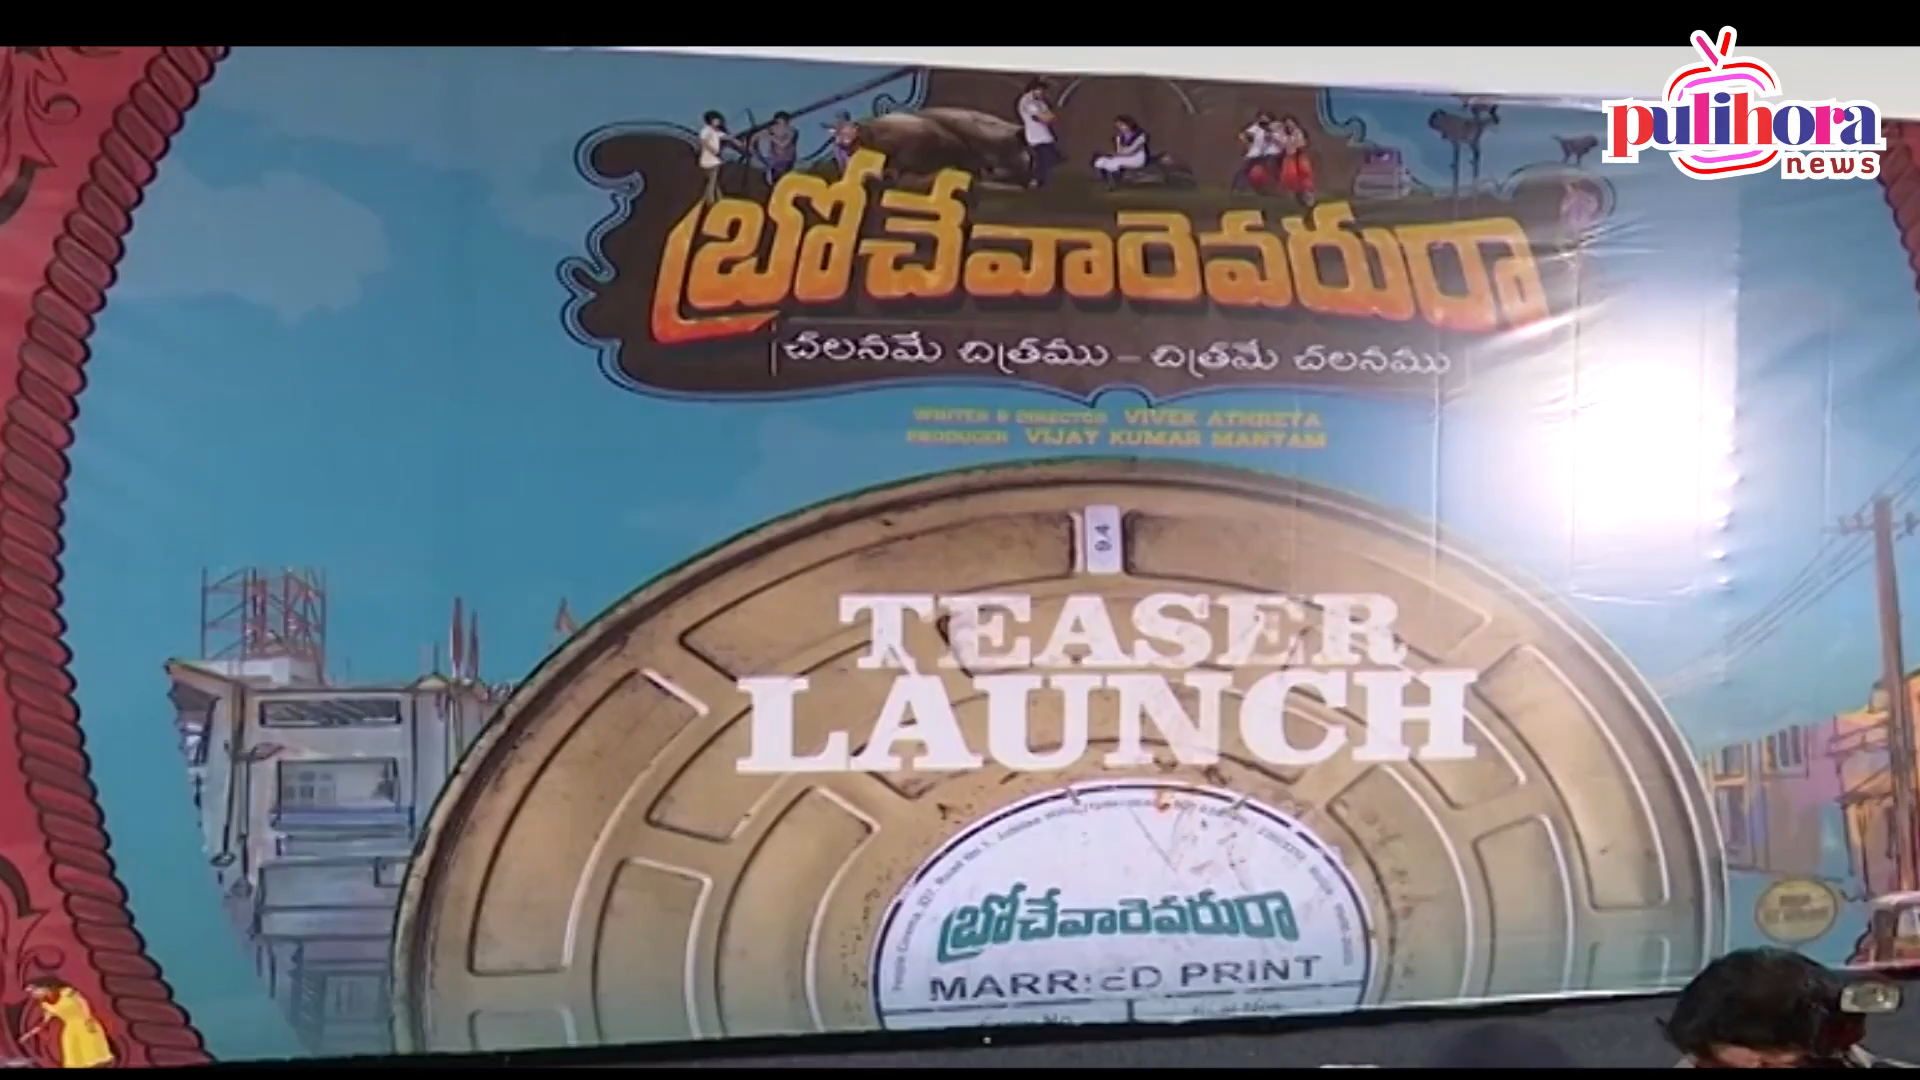 pulihora
news
బ్రోచేవారెవరురా
చలనమే చిత్రము – చిత్రమే చలనము
WRITER & DIRECTOR VIVEK ATHREYA
PRODUCER VIJAY KUMAR MANYAM
94
TEASER
LAUNCH
బ్రోచేవారెవరురా
MARRIED PRINT